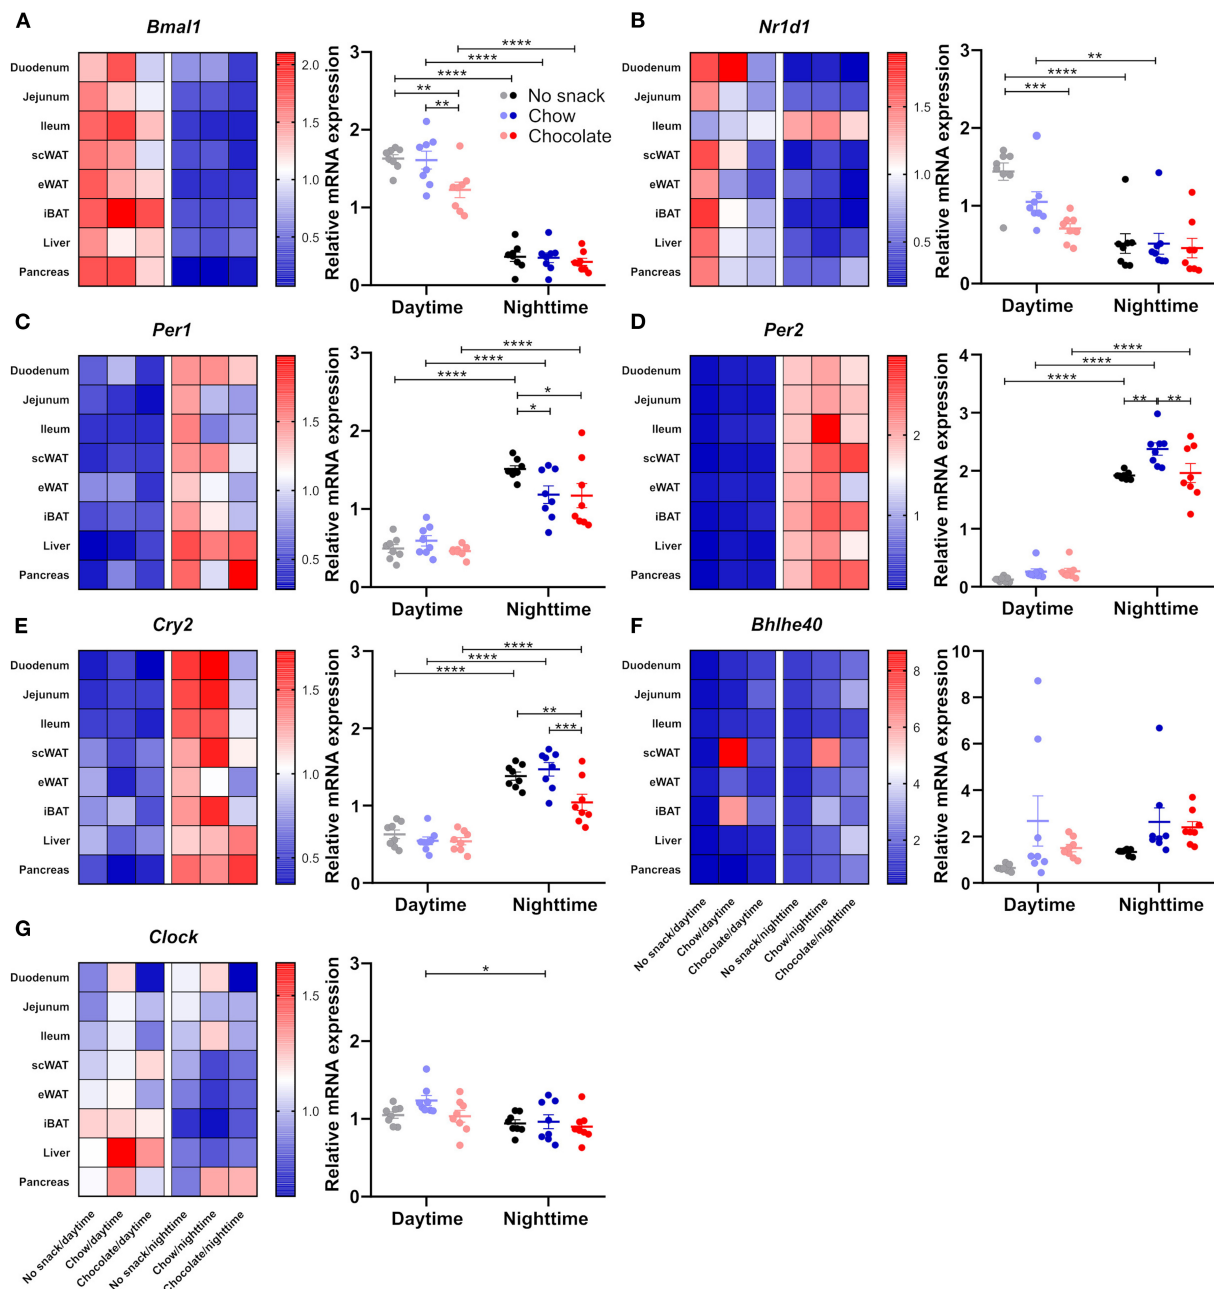 A
Bmal1
Duodenum
Jejunum
Ileum
scWAT
eWAT
iBAT
Liver
Pancreas
2.0
1.5
1.0
0.5
Relative mRNA expression
3
2
1
0
****
****
****
**
**
No snack
Chow
Chocolate
Daytime
Nighttime
B
Nr1d1
Duodenum
Jejunum
Ileum
scWAT
eWAT
iBAT
Liver
Pancreas
1.5
1.0
0.5
Relative mRNA expression
3
2
1
0
**
****
***
Daytime
Nighttime
C
Per1
Duodenum
Jejunum
Ileum
scWAT
eWAT
iBAT
Liver
Pancreas
1.5
1.0
0.5
Relative mRNA expression
3
2
1
0
****
****
****
*
*
Daytime
Nighttime
D
Per2
Duodenum
Jejunum
Ileum
scWAT
eWAT
iBAT
Liver
Pancreas
2
1
Relative mRNA expression
4
3
2
1
0
****
****
****
**
**
Daytime
Nighttime
E
Cry2
Duodenum
Jejunum
Ileum
scWAT
eWAT
iBAT
Liver
Pancreas
1.5
1.0
0.5
Relative mRNA expression
3
2
1
0
****
****
****
**
***
Daytime
Nighttime
F
Bhlhe40
Duodenum
Jejunum
Ileum
scWAT
eWAT
iBAT
Liver
Pancreas
No snack/daytime
Chow/daytime
Chocolate/daytime
No snack/nighttime
Chow/nighttime
Chocolate/nighttime
8
6
4
2
Relative mRNA expression
10
8
6
4
2
0
Daytime
Nighttime
G
Clock
Duodenum
Jejunum
Ileum
scWAT
eWAT
iBAT
Liver
Pancreas
No snack/daytime
Chow/daytime
Chocolate/daytime
No snack/nighttime
Chow/nighttime
Chocolate/nighttime
1.5
1.0
Relative mRNA expression
3
2
1
0
*
Daytime
Nighttime